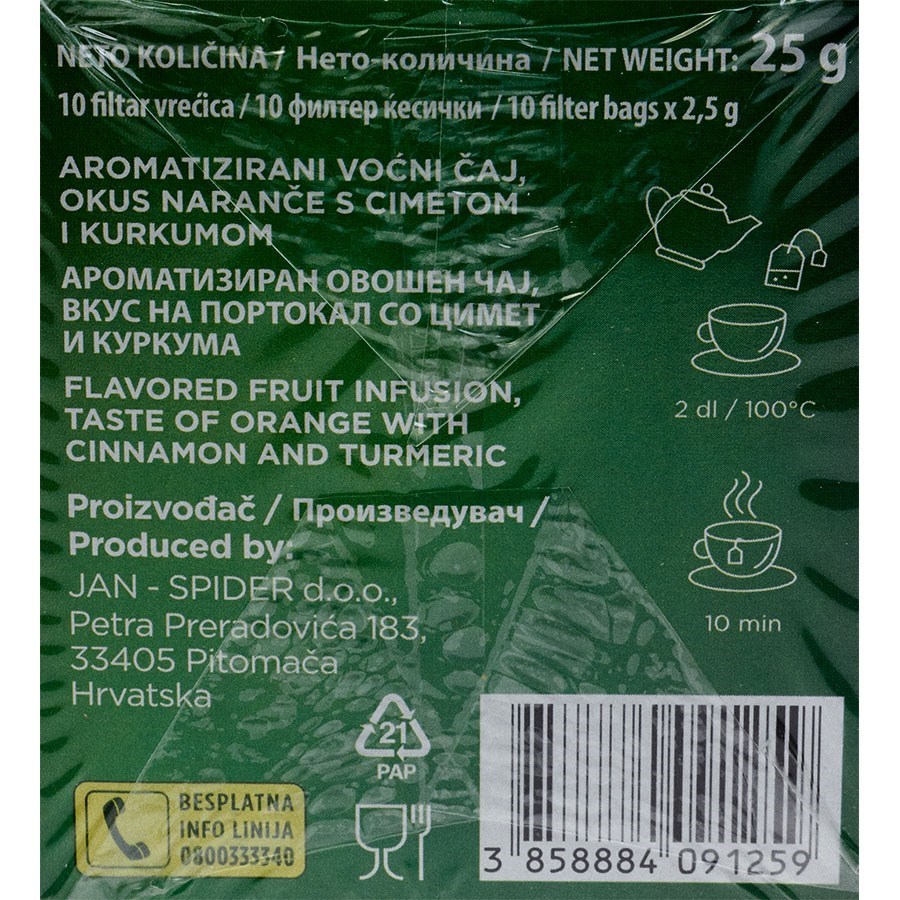 NETO KOLIČINA / Нето-количина / NET WEIGHT: 25 g
10 filtar vrećica / 10 филтер кесички / 10 filter bags x 2,5 g
AROMATIZIRANI VOĆNI ČAJ,
OKUS NARANČE S CIMETOM
I KURKUMOM
АРОМАТИЗИРАН ОВОШЕН ЧАЈ,
ВКУС НА ПОРТОКАЛ СО ЦИМЕТ
И КУРКУМА
FLAVORED FRUIT INFUSION,
TASTE OF ORANGE WITH
CINNAMON AND TURMERIC
2 dl / 100°C
Proizvođač / Произведувач /
Produced by:
JAN - SPIDER d.o.o.,
Petra Preradovića 183,
33405 Pitomača
Hrvatska
10 min
21
PAP
BESPLATNA
INFO LINIJA
0800333340
3 858884 091259